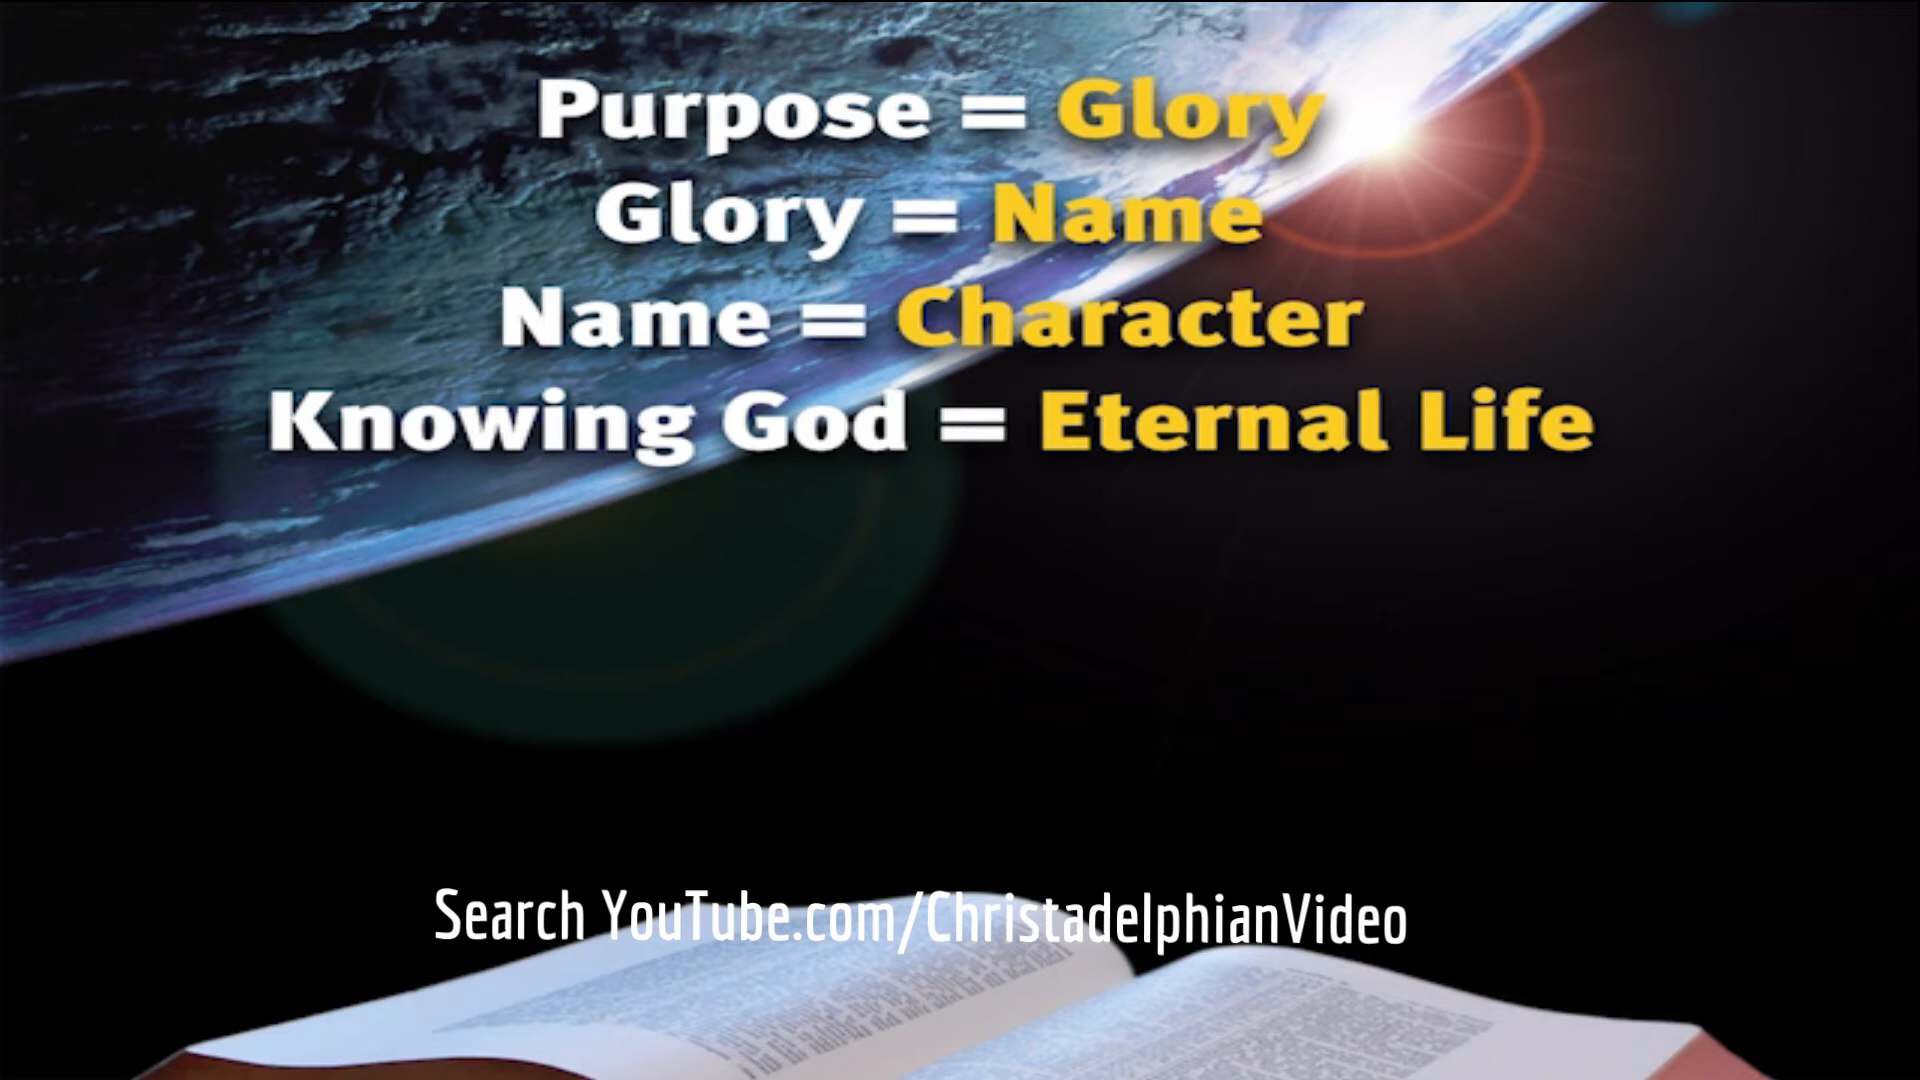 Purpose = Glory
Glory = Name
Name = Character
Knowing God = Eternal Life
Search YouTube.com/ChristadelphianVideo